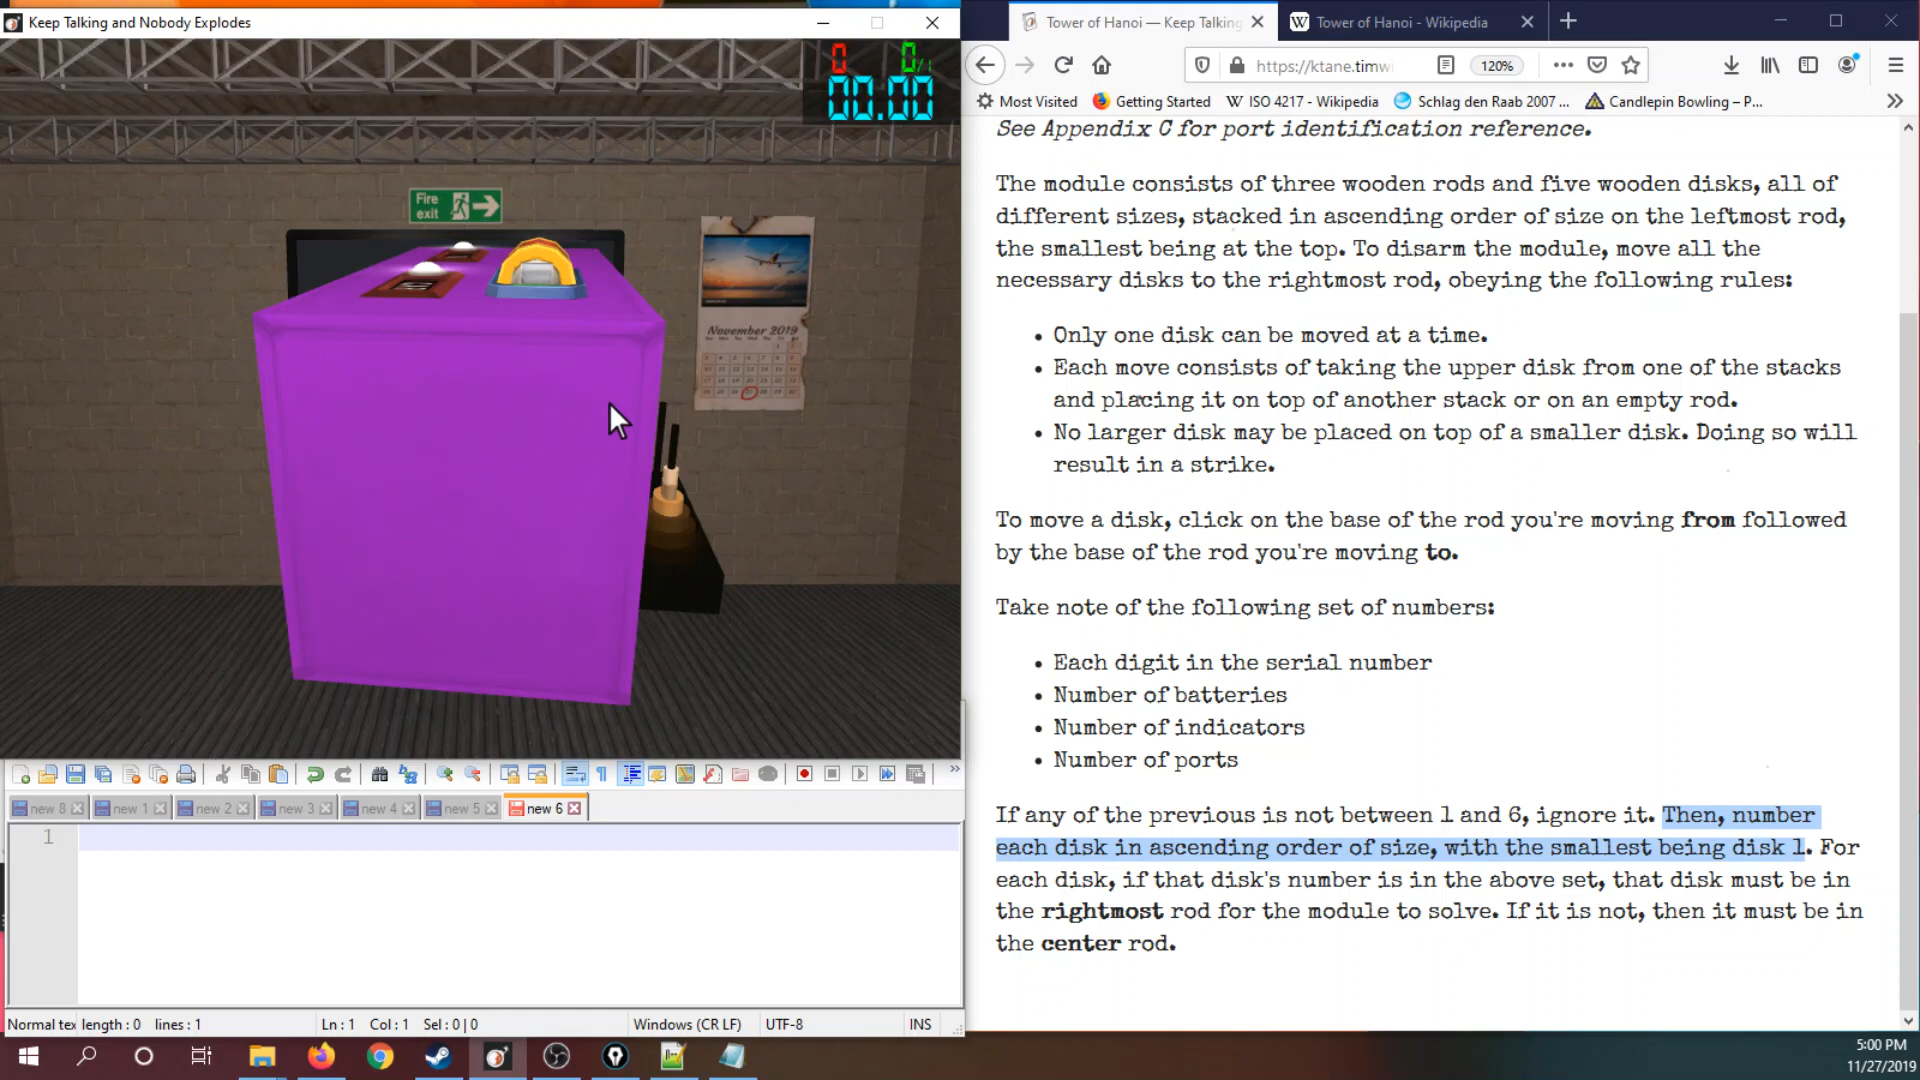 Keep Talking and Nobody Explodes
0 0/1
00.00
Fire
exit
November 2019
Tower of Hanoi — Keep Talking
Tower of Hanoi - Wikipedia
https://ktane.timwi
120%
Most Visited
Getting Started
ISO 4217 - Wikipedia
Schlag den Raab 2007 ...
Candlepin Bowling – P...
See Appendix C for port identification reference.
The module consists of three wooden rods and five wooden disks, all of
different sizes, stacked in ascending order of size on the leftmost rod,
the smallest being at the top. To disarm the module, move all the
necessary disks to the rightmost rod, obeying the following rules:
• Only one disk can be moved at a time.
• Each move consists of taking the upper disk from one of the stacks
and placing it on top of another stack or on an empty rod.
• No larger disk may be placed on top of a smaller disk. Doing so will
result in a strike.
To move a disk, click on the base of the rod you're moving from followed
by the base of the rod you're moving to.
Take note of the following set of numbers:
• Each digit in the serial number
• Number of batteries
• Number of indicators
• Number of ports
If any of the previous is not between 1 and 6, ignore it. Then, number
each disk in ascending order of size, with the smallest being disk 1. For
each disk, if that disk's number is in the above set, that disk must be in
the rightmost rod for the module to solve. If it is not, then it must be in
the center rod.
new 8
new 1
new 2
new 3
new 4
new 5
new 6
1
Normal tex
length : 0 lines : 1
Ln : 1 Col : 1 Sel : 0 | 0
Windows (CR LF)
UTF-8
INS
5:00 PM
11/27/2019